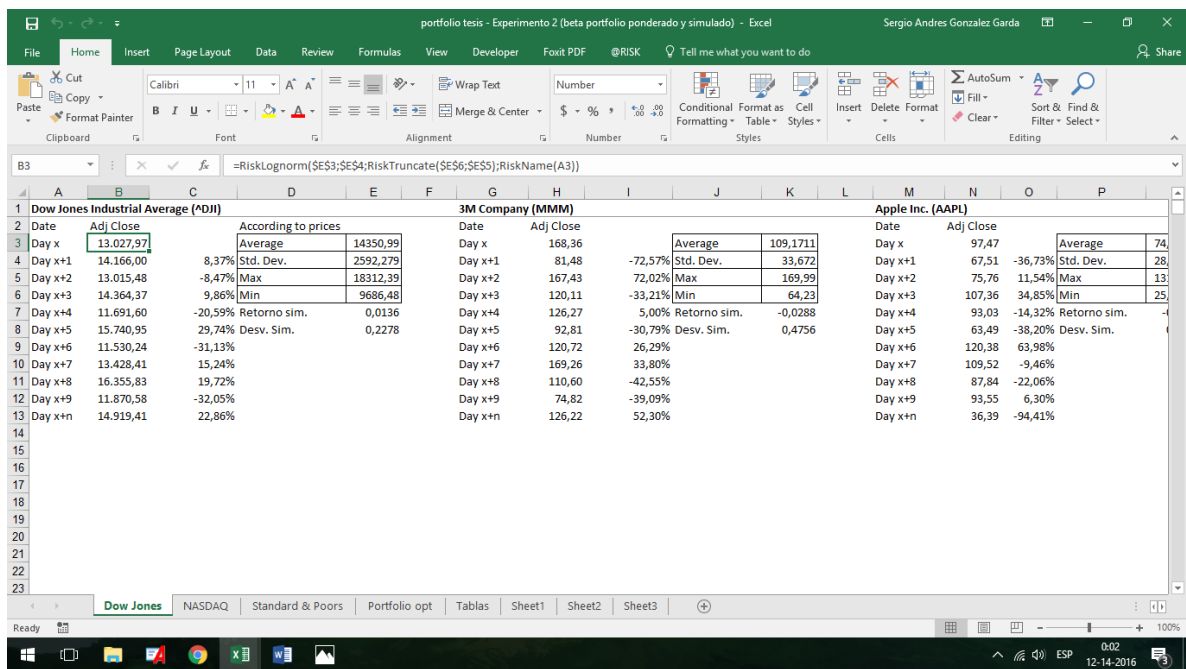 portfolio tesis - Experimento 2 (beta portfolio ponderado y simulado) - Excel Sergio Andres Gonzalez Garda
File Home Insert Page Layout Data Review Formulas View Developer Foxit PDF @RISK Tell me what you want to do Share
Cut Calibri 11 Wrap Text Number AutoSum
Paste Copy Fill
Format Painter B I U Merge & Center $ % Conditional Format as Cell Insert Delete Format Clear Sort & Find &
Formatting Table Styles Filter Select
Clipboard Font Alignment Number Styles Cells Editing
B3 fx =RiskLognorm($E$3;$E$4;RiskTruncate($E$6;$E$5);RiskName(A3))
A B C D E F G H I J K L M N O P
1 Dow Jones Industrial Average (^DJI) 3M Company (MMM) Apple Inc. (AAPL)
2 Date Adj Close According to prices Date Adj Close Date Adj Close
3 Day x 13.027,97 Average 14350,99 Day x 168,36 Average 109,1711 Day x 97,47 Average 74,
4 Day x+1 14.166,00 8,37% Std. Dev. 2592,279 Day x+1 81,48 -72,57% Std. Dev. 33,672 Day x+1 67,51 -36,73% Std. Dev. 28,
5 Day x+2 13.015,48 -8,47% Max 18312,39 Day x+2 167,43 72,02% Max 169,99 Day x+2 75,76 11,54% Max
6 Day x+3 14.364,37 9,86% Min 9686,48 Day x+3 120,11 -33,21% Min 64,23 Day x+3 107,36 34,85% Min 25,
7 Day x+4 11.691,60 -20,59% Retorno sim. 0,0136 Day x+4 126,27 5,00% Retorno sim. -0,0288 Day x+4 93,03 -14,32% Retorno sim.
8 Day x+5 15.740,95 29,74% Desv. Sim. 0,2278 Day x+5 92,81 -30,79% Desv. Sim. 0,4756 Day x+5 63,49 -38,20% Desv. Sim.
9 Day x+6 11.530,24 -31,13% Day x+6 120,72 26,29% Day x+6 120,38 63,98%
10 Day x+7 13.428,41 15,24% Day x+7 169,26 33,80% Day x+7 109,52 -9,46%
11 Day x+8 16.355,83 19,72% Day x+8 110,60 -42,55% Day x+8 87,84 -22,06%
12 Day x+9 11.870,58 -32,05% Day x+9 74,82 -39,09% Day x+9 93,55 6,30%
13 Day x+n 14.919,41 22,86% Day x+n 126,22 52,30% Day x+n 36,39 -94,41%
14
15
16
17
18
19
20
21
22
23
Dow Jones NASDAQ Standard & Poors Portfolio opt Tablas Sheet1 Sheet2 Sheet3
Ready 100%
ESP 0:02
12-14-2016